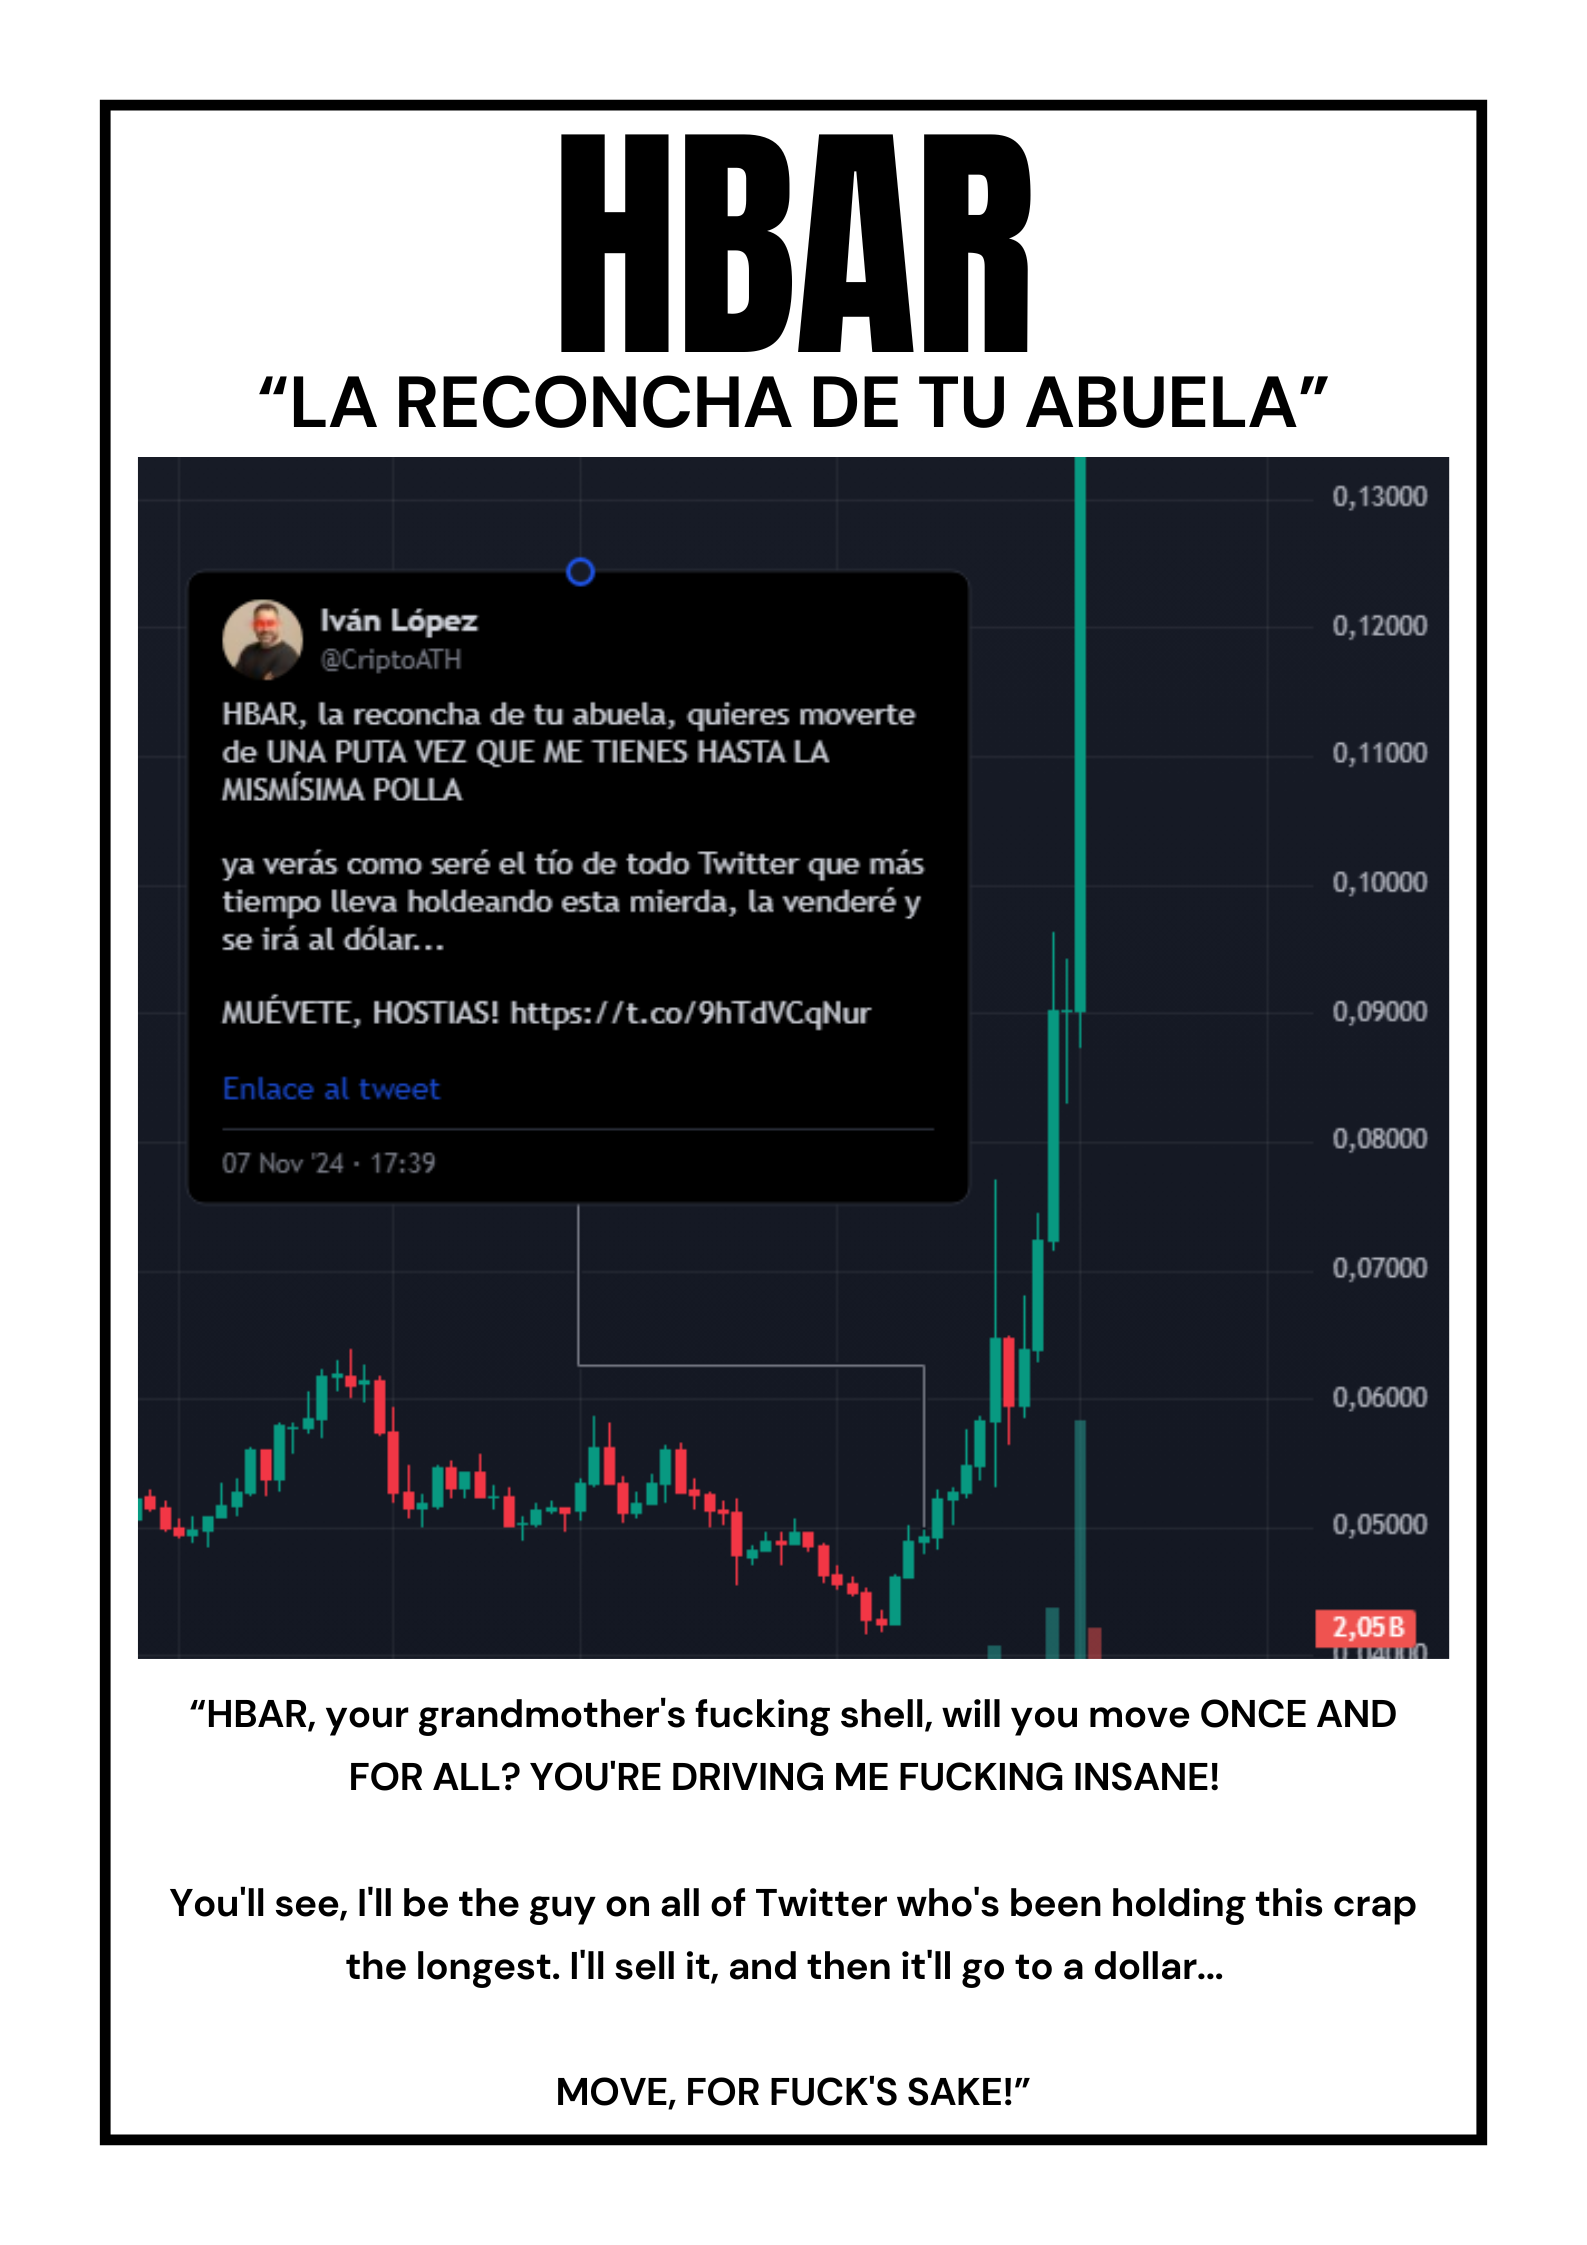 HBAR
“LA RECONCHA DE TU ABUELA”
0,13000
Iván López
@CriptoATH
0,12000
HBAR, la reconcha de tu abuela, quieres moverte
de UNA PUTA VEZ QUE ME TIENES HASTA LA
MISMÍSIMA POLLA
0,11000
ya verás como seré el tío de todo Twitter que más
tiempo lleva holdeando esta mierda, la venderé y
se irá al dólar...
0,10000
MUÉVETE, HOSTIAS! https://t.co/9hTdVCqNur
0,09000
Enlace al tweet
07 Nov '24 · 17:39
0,08000
0,07000
0,06000
0,05000
2,05B
0,04000
“HBAR, your grandmother's fucking shell, will you move ONCE AND
FOR ALL? YOU'RE DRIVING ME FUCKING INSANE!
You'll see, I'll be the guy on all of Twitter who's been holding this crap
the longest. I'll sell it, and then it'll go to a dollar...
MOVE, FOR FUCK'S SAKE!”